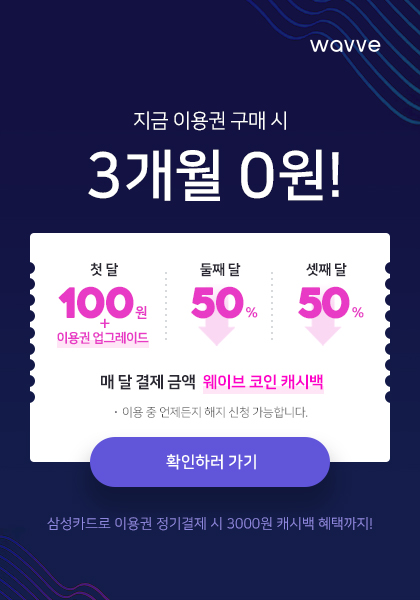 wavve
지금 이용권 구매 시
3개월 0원!
첫 달 둘째 달 셋째 달
100원 50% 50%
+
이용권 업그레이드
매 달 결제 금액 웨이브 코인 캐시백
· 이용 중 언제든지 해지 신청 가능합니다.
확인하러 가기
삼성카드로 이용권 정기결제 시 3000원 캐시백 혜택까지!